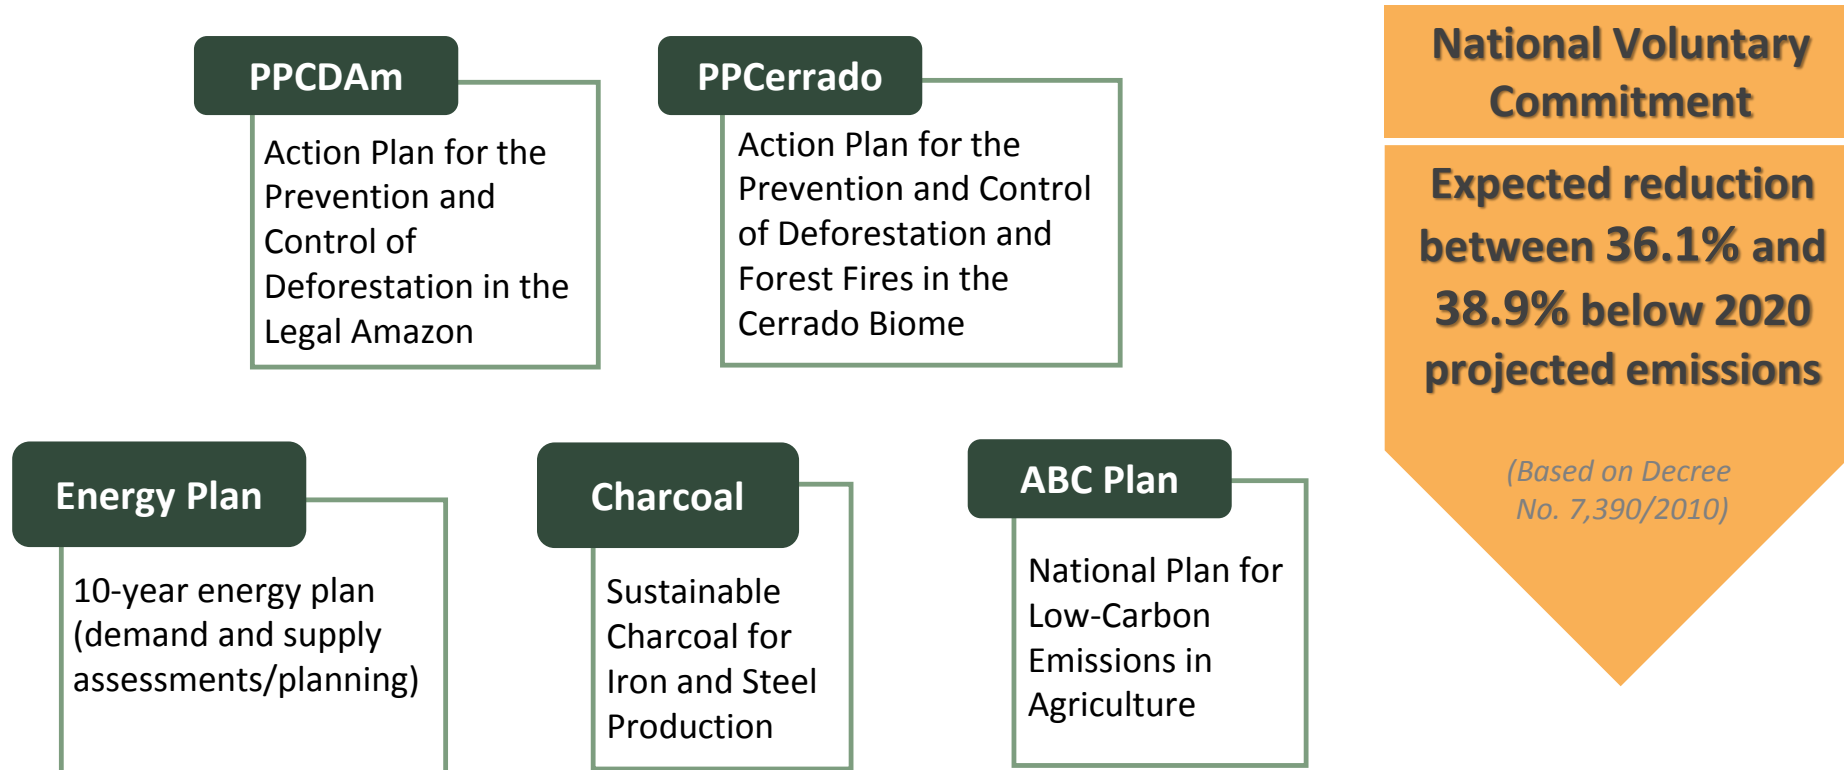 PPCDAm
Action Plan for the
Prevention and
Control of
Deforestation in the
Legal Amazon
PPCerrado
Action Plan for the
Prevention and Control
of Deforestation and
Forest Fires in the
Cerrado Biome
National Voluntary
Commitment
Expected reduction
between 36.1% and
38.9% below 2020
projected emissions
(Based on Decree
No. 7,390/2010)
Energy Plan
10-year energy plan
(demand and supply
assessments/planning)
Charcoal
Sustainable
Charcoal for
Iron and Steel
Production
ABC Plan
National Plan for
Low-Carbon
Emissions in
Agriculture